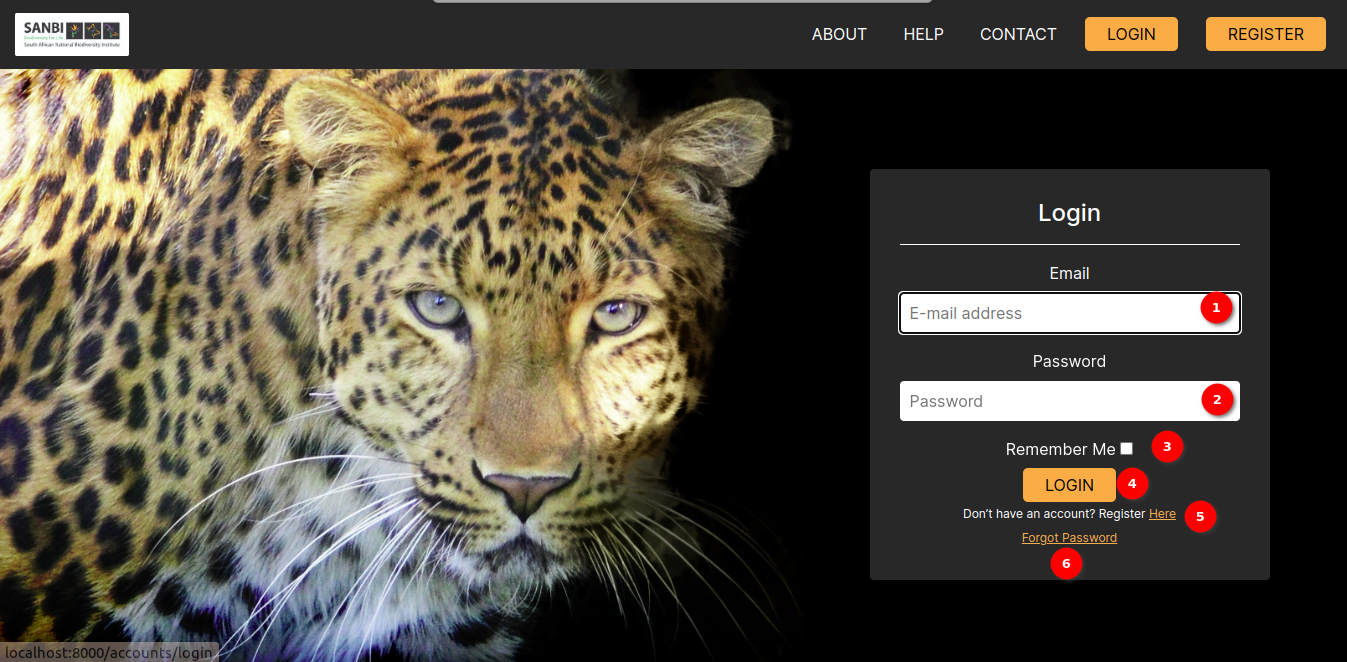 SANBI
Biodiversity for Life
South African National Biodiversity Institute
ABOUT
HELP
CONTACT
LOGIN
REGISTER
Login
Email
E-mail address
1
Password
Password
2
Remember Me
3
LOGIN
4
Don't have an account? Register Here
5
Forgot Password
6
localhost:8000/accounts/login